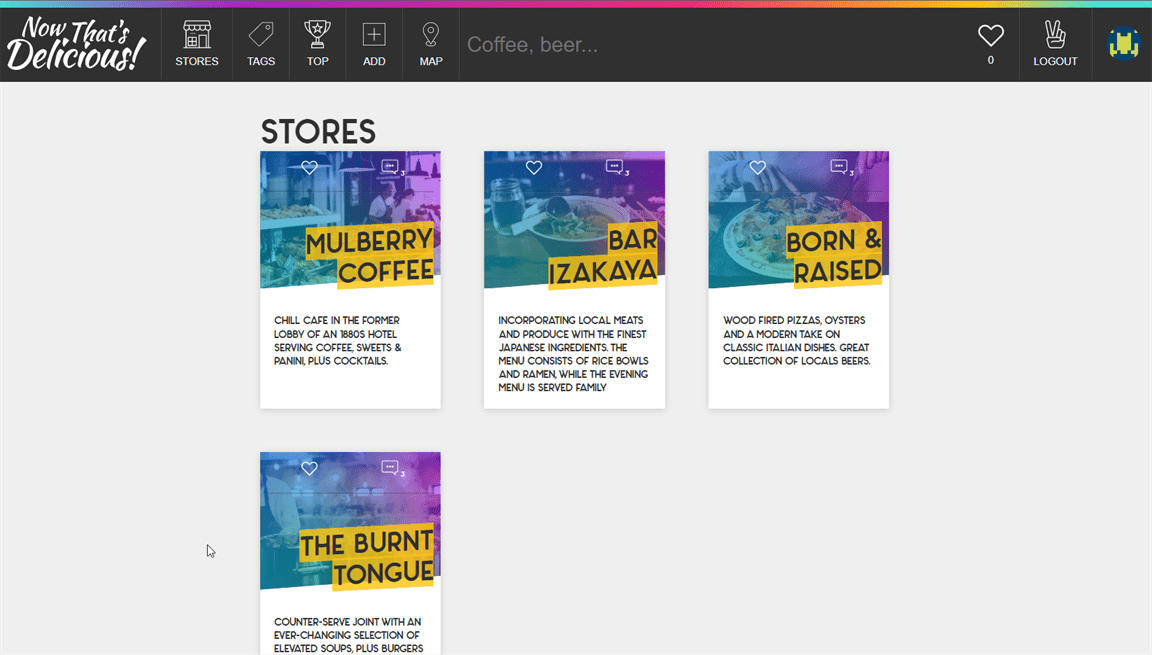 Now That's
Delicious!
STORES
TAGS
TOP
ADD
MAP
Coffee, beer...
0
LOGOUT
STORES
3
MULBERRY
COFFEE
CHILL CAFE IN THE FORMER
LOBBY OF AN 1880S HOTEL
SERVING COFFEE, SWEETS &
PANINI, PLUS COCKTAILS.
3
BAR
IZAKAYA
INCORPORATING LOCAL MEATS
AND PRODUCE WITH THE FINEST
JAPANESE INGREDIENTS. THE
MENU CONSISTS OF RICE BOWLS
AND RAMEN, WHILE THE EVENING
MENU IS SERVED FAMILY
3
BORN &
RAISED
WOOD FIRED PIZZAS, OYSTERS
AND A MODERN TAKE ON
CLASSIC ITALIAN DISHES. GREAT
COLLECTION OF LOCALS BEERS.
3
THE BURNT
TONGUE
COUNTER-SERVE JOINT WITH AN
EVER-CHANGING SELECTION OF
ELEVATED SOUPS, PLUS BURGERS